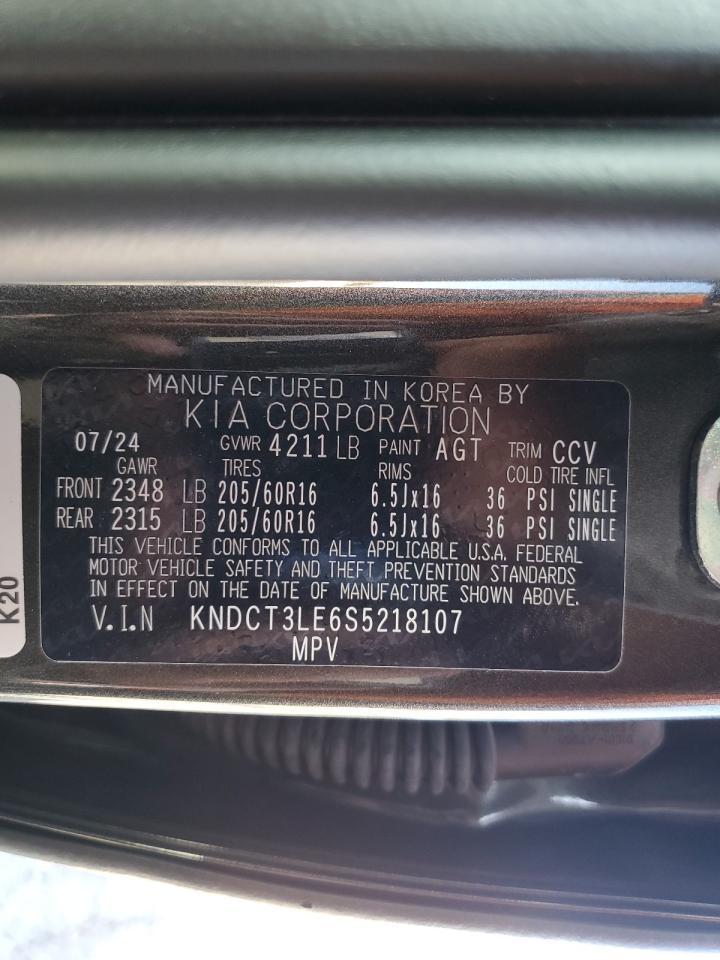 MANUFACTURED IN KOREA BY
KIA CORPORATION
07/24 GVWR 4211 LB PAINT AGT TRIM CCV
GAWR TIRES RIMS COLD TIRE INFL
FRONT 2348 LB 205/60R16 6.5Jx16 36 PSI SINGLE
REAR 2315 LB 205/60R16 6.5Jx16 36 PSI SINGLE
THIS VEHICLE CONFORMS TO ALL APPLICABLE U.S.A. FEDERAL
MOTOR VEHICLE SAFETY AND THEFT PREVENTION STANDARDS
IN EFFECT ON THE DATE OF MANUFACTURE SHOWN ABOVE.
V.I.N KNDCT3LE6S5218107
MPV
K20